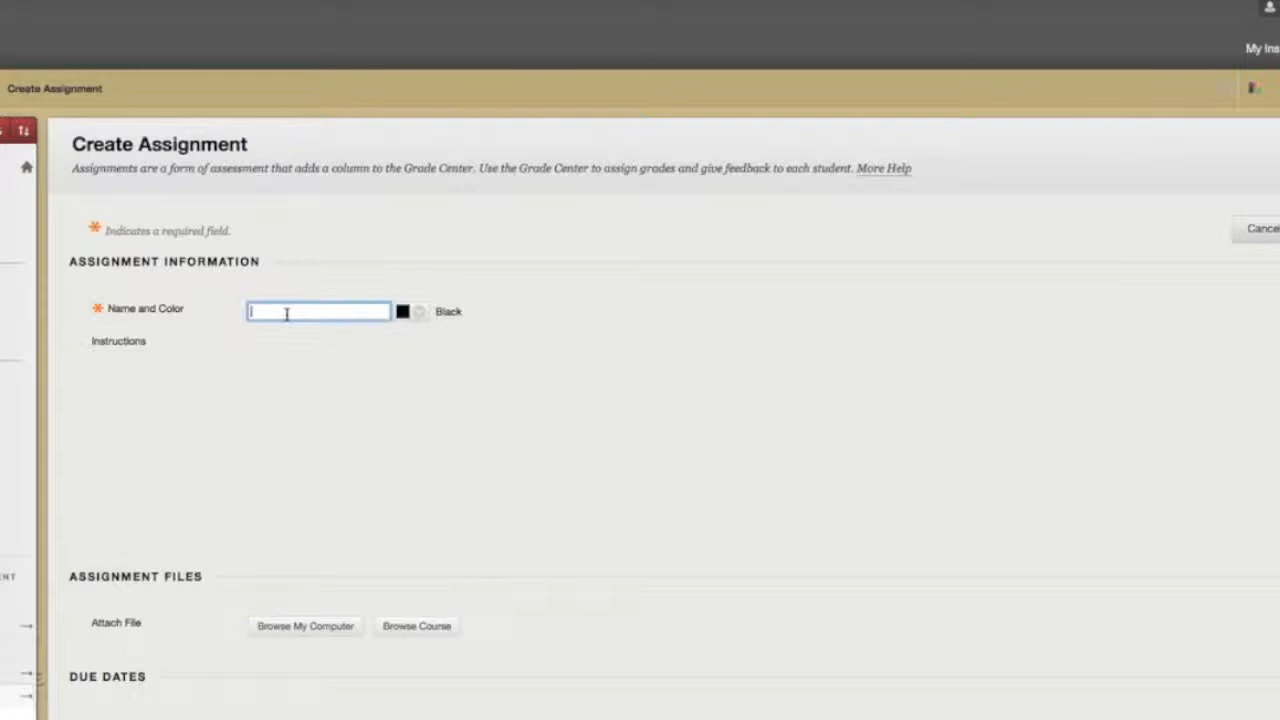 My Ins
Create Assignment
Create Assignment
Assignments are a form of assessment that adds a column to the Grade Center. Use the Grade Center to assign grades and give feedback to each student. More Help
* Indicates a required field.
Cance
ASSIGNMENT INFORMATION
* Name and Color
Black
Instructions
ENT
ASSIGNMENT FILES
Attach File
Browse My Computer
Browse Course
DUE DATES